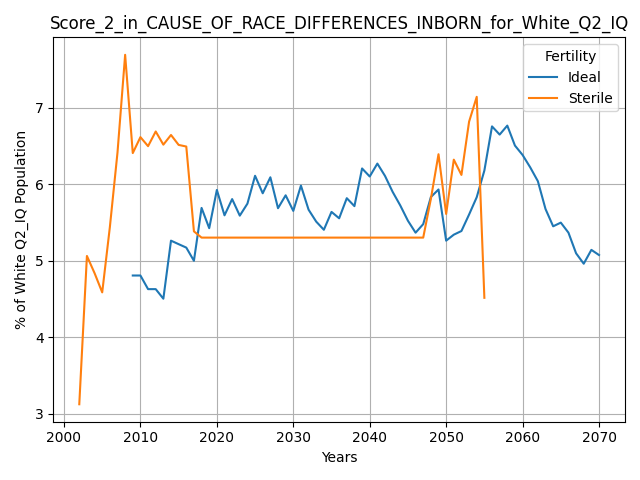 Score_2_in_CAUSE_OF_RACE_DIFFERENCES_INBORN_for_White_Q2_IQ
Fertility
Ideal
Sterile
% of White Q2_IQ Population
7
6
5
4
3
2000 2010 2020 2030 2040 2050 2060 2070
Years